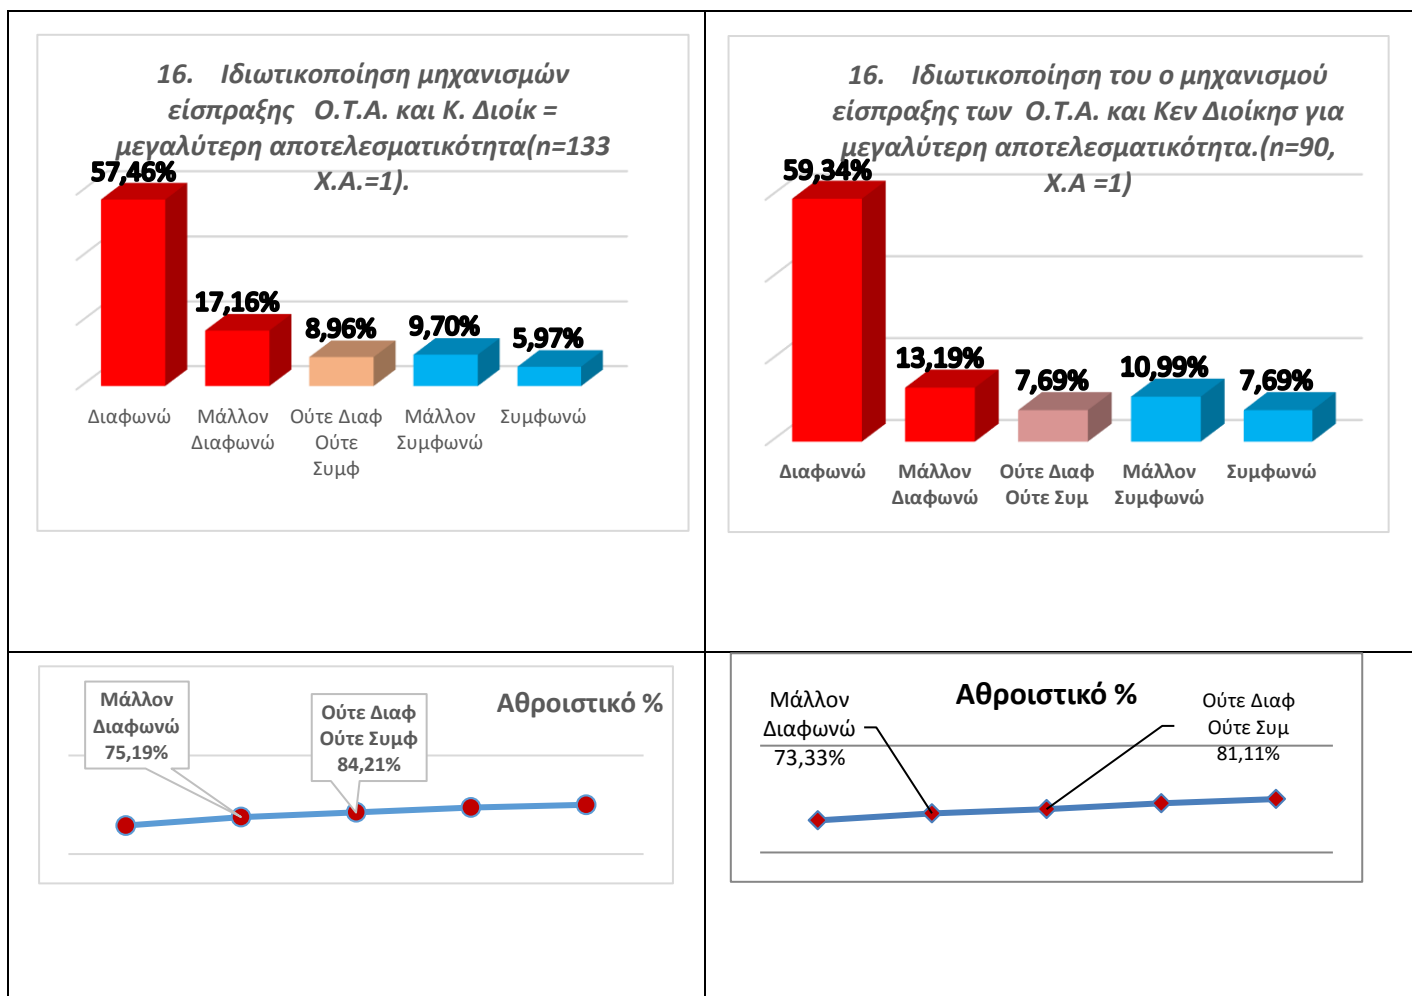 16. Ιδιωτικοποίηση μηχανισμών
είσπραξης Ο.Τ.Α. και Κ. Διοίκ =
μεγαλύτερη αποτελεσματικότητα(n=133
Χ.Α.=1).
57,46%
17,16%
8,96%
9,70%
5,97%
Διαφωνώ
Μάλλον
Διαφωνώ
Ούτε Διαφ
Ούτε
Συμφ
Μάλλον
Συμφωνώ
Συμφωνώ
16. Ιδιωτικοποίηση του ο μηχανισμού
είσπραξης των Ο.Τ.Α. και Κεν Διοίκησ για
μεγαλύτερη αποτελεσματικότητα.(n=90,
Χ.Α =1)
59,34%
13,19%
7,69%
10,99%
7,69%
Διαφωνώ
Μάλλον
Διαφωνώ
Ούτε Διαφ
Ούτε Συμ
Μάλλον
Συμφωνώ
Συμφωνώ
Μάλλον
Διαφωνώ
75,19%
Ούτε Διαφ
Ούτε Συμφ
84,21%
Αθροιστικό %
Μάλλον
Διαφωνώ
73,33%
Αθροιστικό %
Ούτε Διαφ
Ούτε Συμ
81,11%